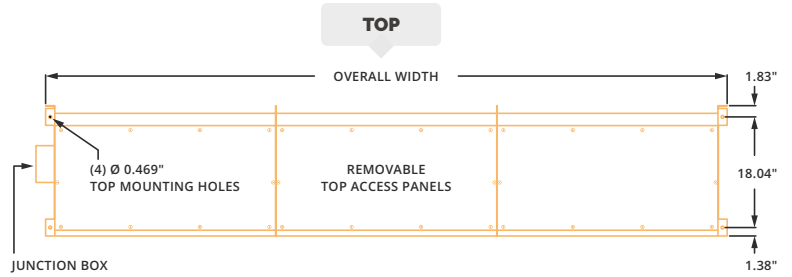 TOP
OVERALL WIDTH
1.83"
(4) Ø 0.469"
TOP MOUNTING HOLES
REMOVABLE
TOP ACCESS PANELS
18.04"
JUNCTION BOX
1.38"